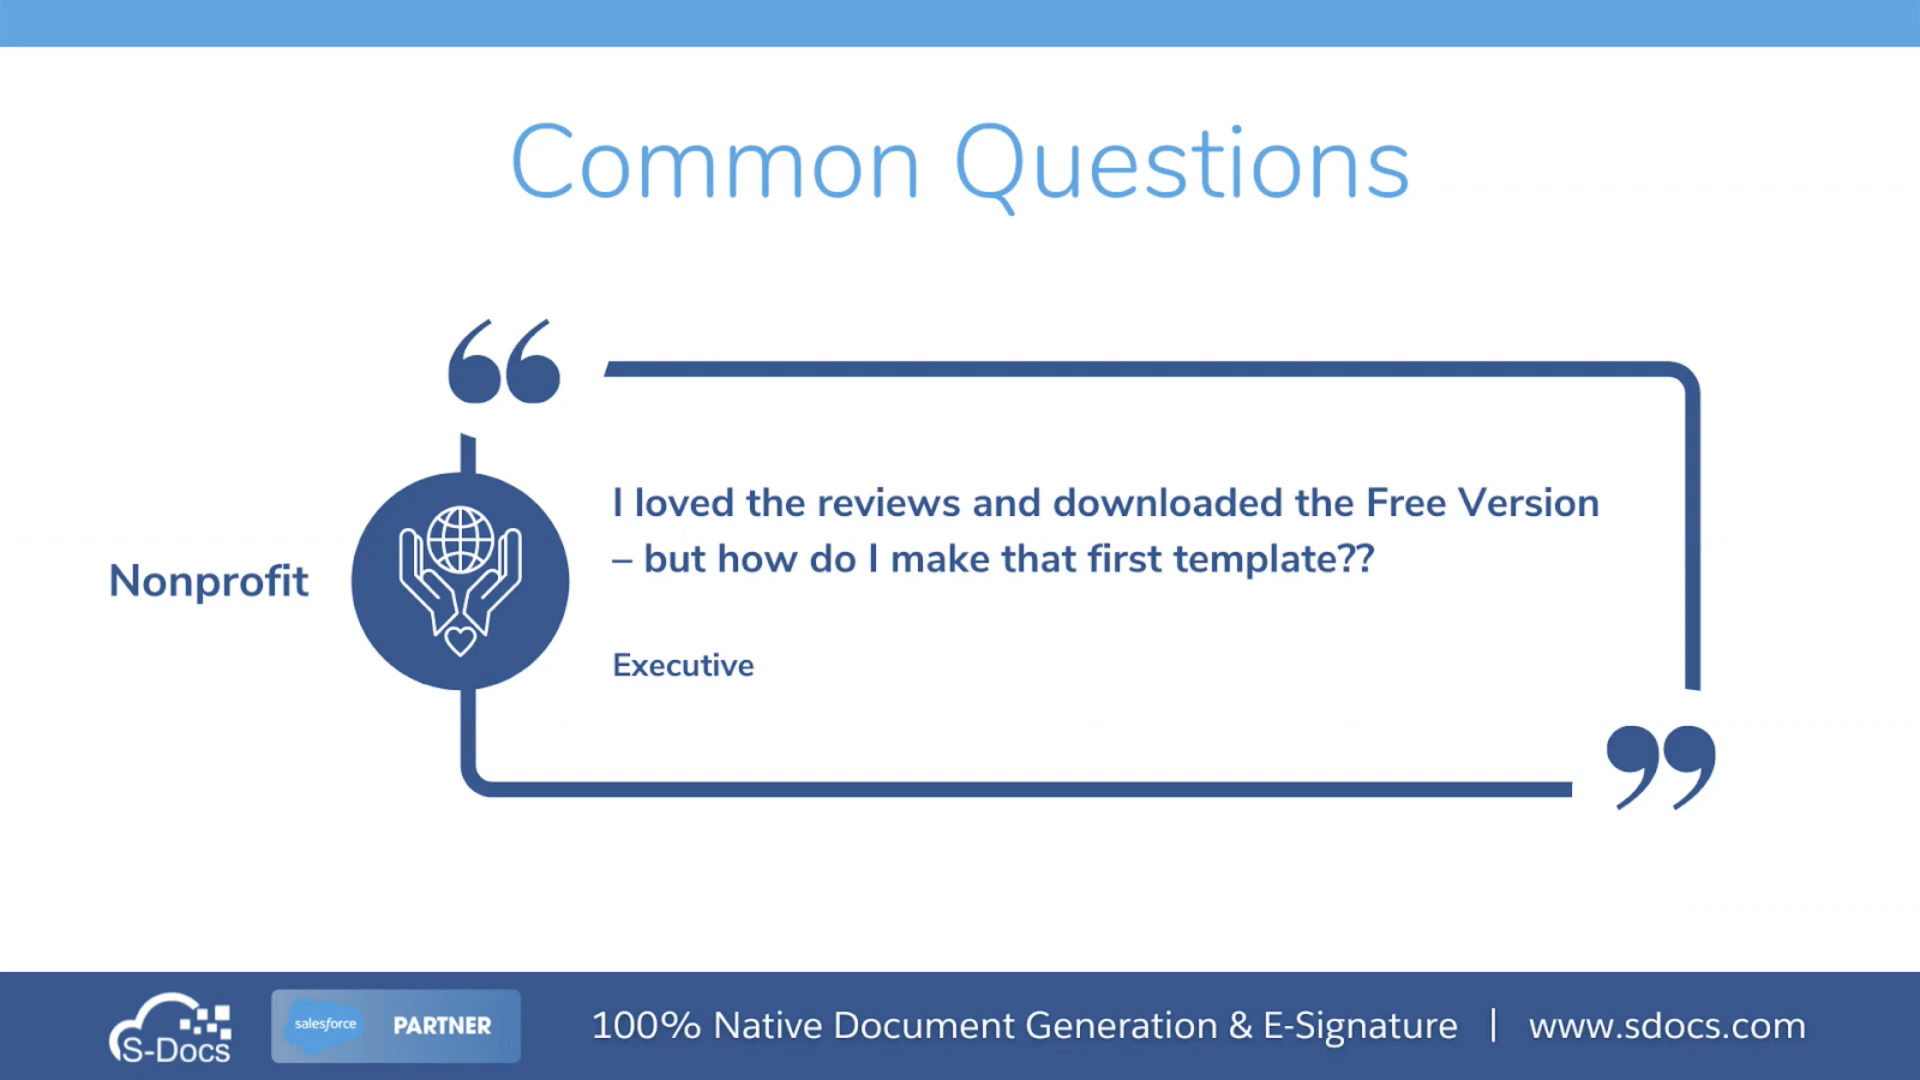 Common Questions
“
I loved the reviews and downloaded the Free Version
– but how do I make that first template??
Nonprofit
Executive
”
S-Docs
salesforce PARTNER
100% Native Document Generation & E-Signature | www.sdocs.com